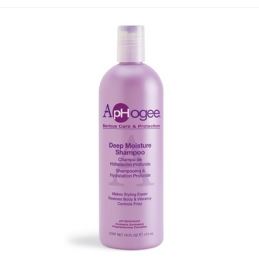 ApHogee
Serious Care & Protection
Deep Moisture
Shampoo
Champú de
Hidratación Profunda
Shampooing à
Hydratation Profonde
Makes Styling Easier
Restores Body & Vibrancy
Controls Frizz